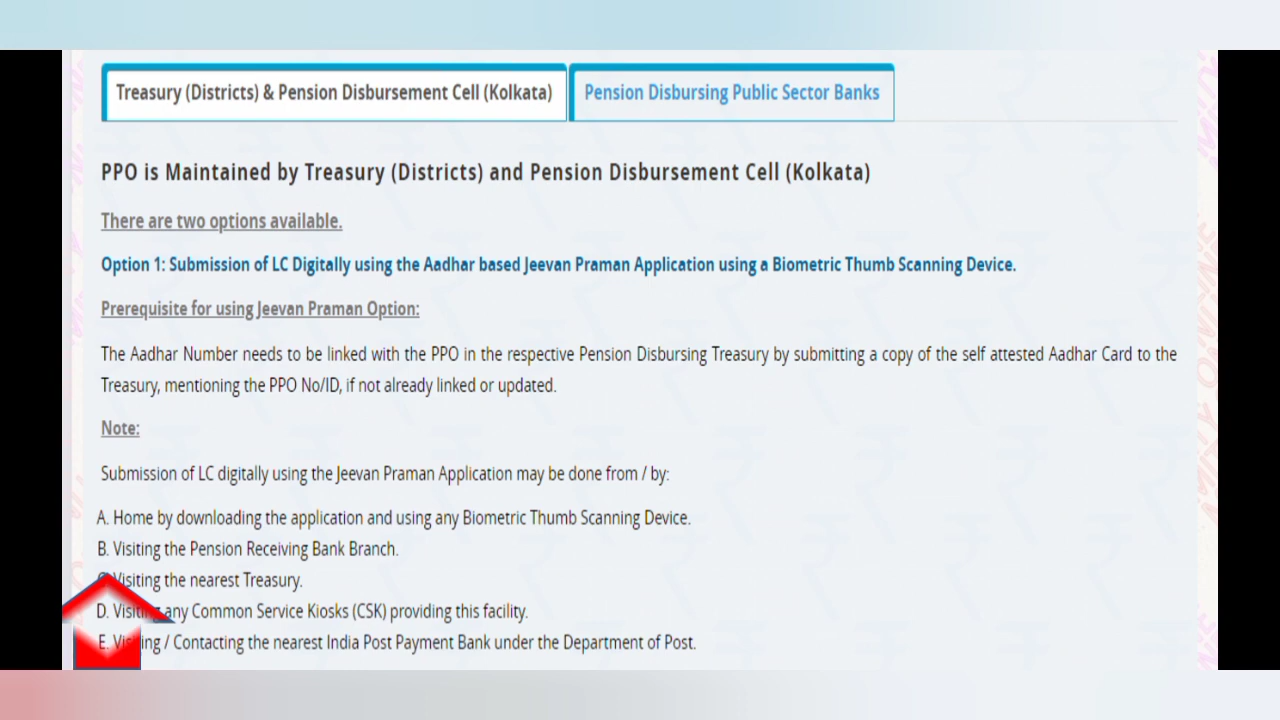 Treasury (Districts) & Pension Disbursement Cell (Kolkata) Pension Disbursing Public Sector Banks
PPO is Maintained by Treasury (Districts) and Pension Disbursement Cell (Kolkata)
There are two options available.
Option 1: Submission of LC Digitally using the Aadhar based Jeevan Praman Application using a Biometric Thumb Scanning Device.
Prerequisite for using Jeevan Praman Option:
The Aadhar Number needs to be linked with the PPO in the respective Pension Disbursing Treasury by submitting a copy of the self attested Aadhar Card to the
Treasury, mentioning the PPO No/ID, if not already linked or updated.
Note:
Submission of LC digitally using the Jeevan Praman Application may be done from / by:
A. Home by downloading the application and using any Biometric Thumb Scanning Device.
B. Visiting the Pension Receiving Bank Branch.
C. Visiting the nearest Treasury.
D. Visiting any Common Service Kiosks (CSK) providing this facility.
E. Visiting / Contacting the nearest India Post Payment Bank under the Department of Post.